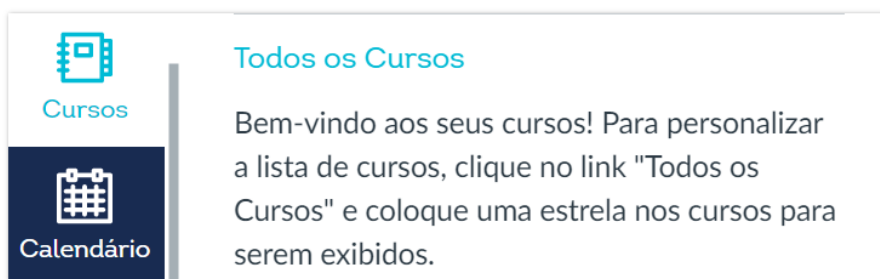 Cursos
Calendário
Todos os Cursos
Bem-vindo aos seus cursos! Para personalizar
a lista de cursos, clique no link "Todos os
Cursos" e coloque uma estrela nos cursos para
serem exibidos.